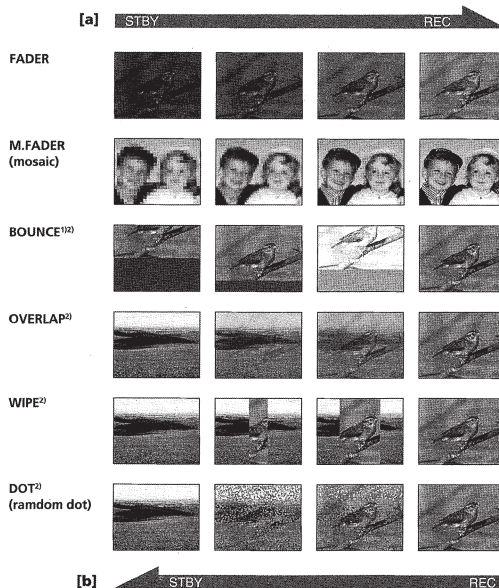 [a] STBY REC
FADER
M.FADER
(mosaic)
BOUNCE¹⁾²⁾
OVERLAP²⁾
WIPE²⁾
DOT²⁾
(ramdom dot)
[b] STBY REC